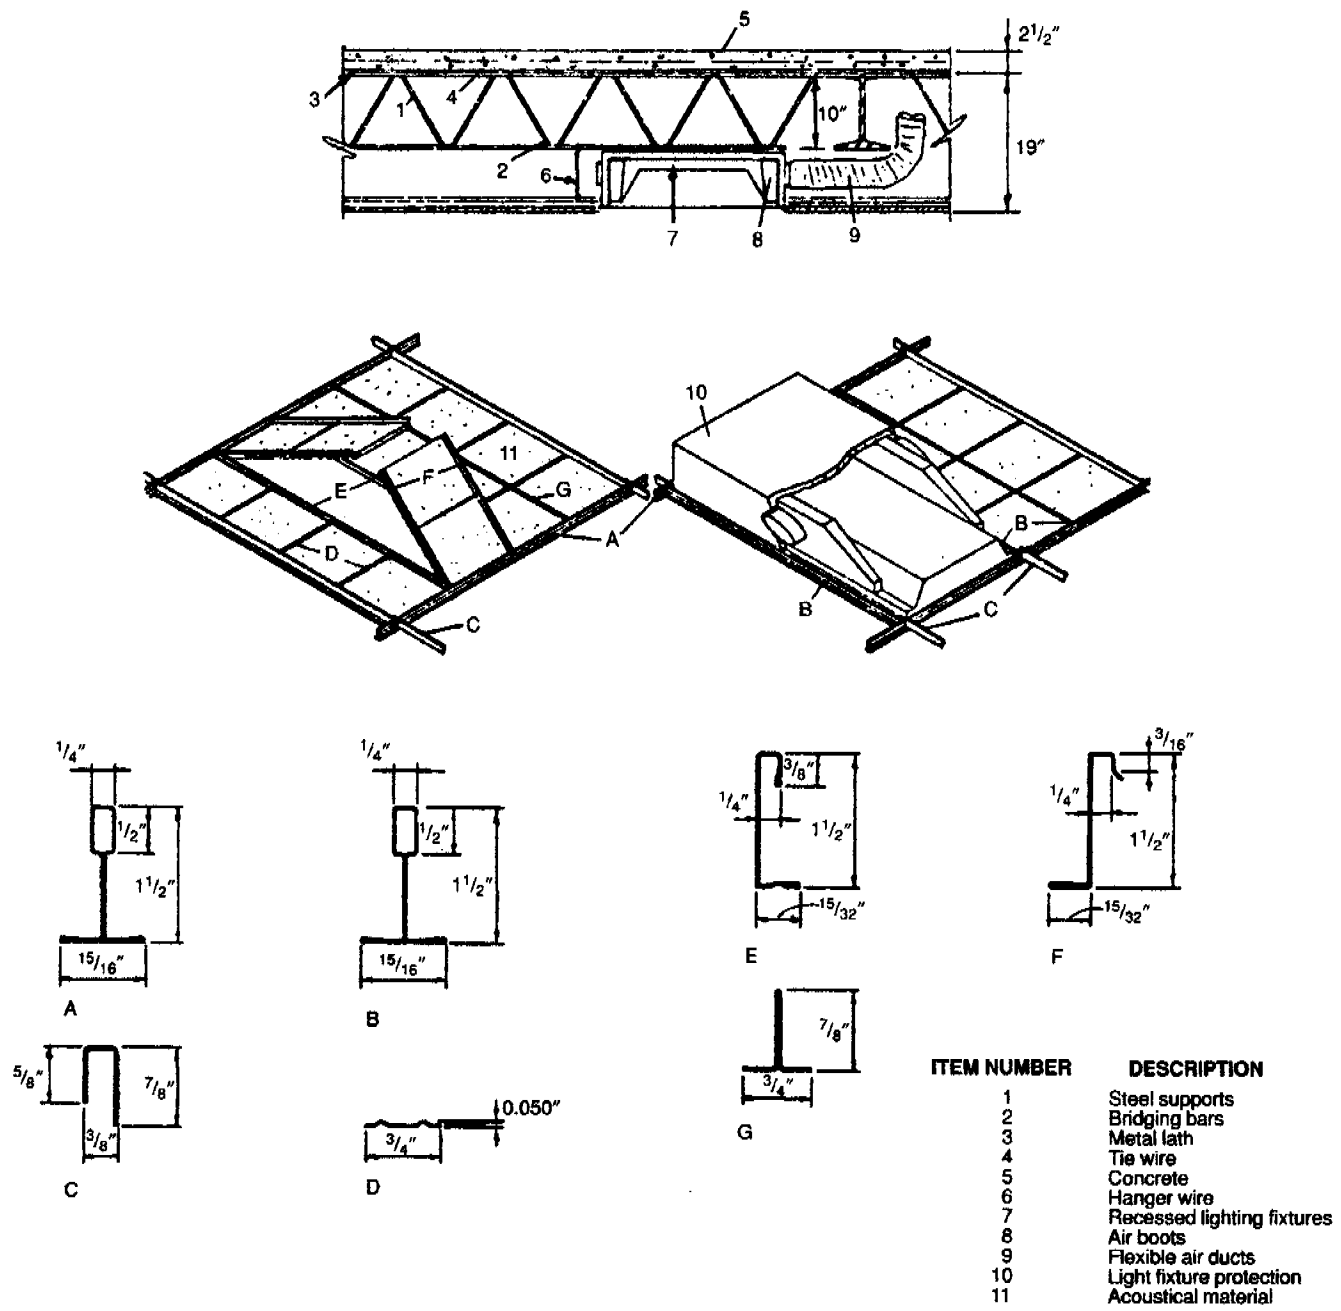 5
2 1/2"
3
1
4
10"
19"
2
6
7
8
9
10
11
E
F
G
A
D
C
B
B
C
1/4"
1/2"
1 1/2"
15/16"
A
1/4"
1/2"
1 1/2"
15/16"
B
3/8"
1/4"
1 1/2"
15/32"
E
3/16"
1/4"
1 1/2"
15/32"
F
5/8"
7/8"
3/8"
C
0.050"
3/4"
D
7/8"
3/4"
G
ITEM NUMBER DESCRIPTION
1 Steel supports
2 Bridging bars
3 Metal lath
4 Tie wire
5 Concrete
6 Hanger wire
7 Recessed lighting fixtures
8 Air boots
9 Flexible air ducts
10 Light fixture protection
11 Acoustical material